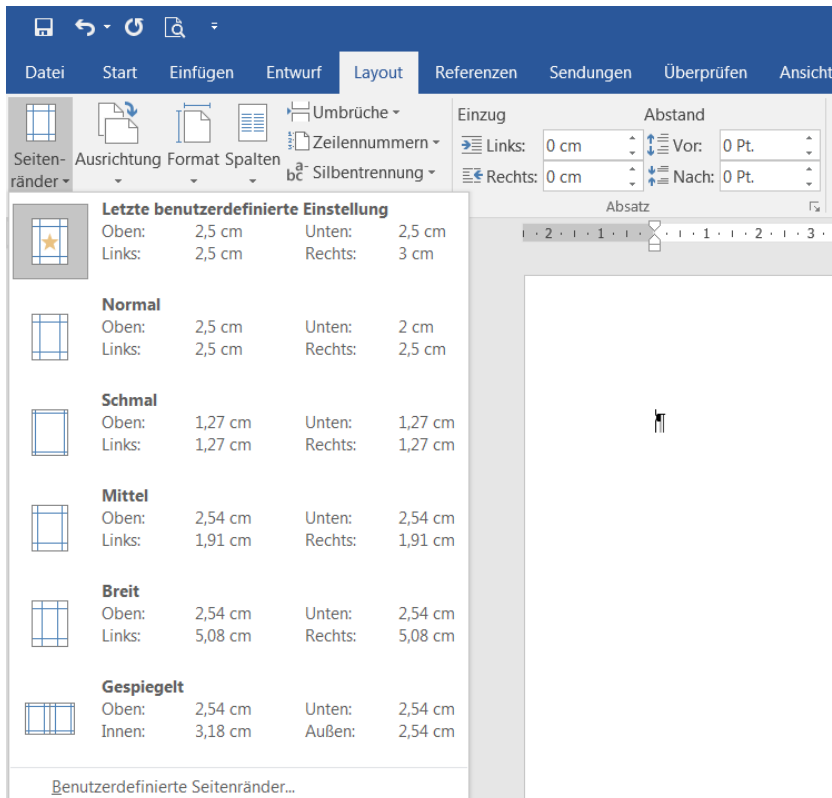 Datei Start Einfügen Entwurf Layout Referenzen Sendungen Überprüfen Ansicht
Seiten-
ränder
Ausrichtung Format Spalten
Umbrüche
Zeilennummern
Silbentrennung
Einzug
Links: 0 cm
Rechts: 0 cm
Abstand
Vor: 0 Pt.
Nach: 0 Pt.
Absatz
2 1 1 2 3
Letzte benutzerdefinierte Einstellung
Oben: 2,5 cm Unten: 2,5 cm
Links: 2,5 cm Rechts: 3 cm
Normal
Oben: 2,5 cm Unten: 2 cm
Links: 2,5 cm Rechts: 2,5 cm
Schmal
Oben: 1,27 cm Unten: 1,27 cm
Links: 1,27 cm Rechts: 1,27 cm
Mittel
Oben: 2,54 cm Unten: 2,54 cm
Links: 1,91 cm Rechts: 1,91 cm
Breit
Oben: 2,54 cm Unten: 2,54 cm
Links: 5,08 cm Rechts: 5,08 cm
Gespiegelt
Oben: 2,54 cm Unten: 2,54 cm
Innen: 3,18 cm Außen: 2,54 cm
Benutzerdefinierte Seitenränder...
¶